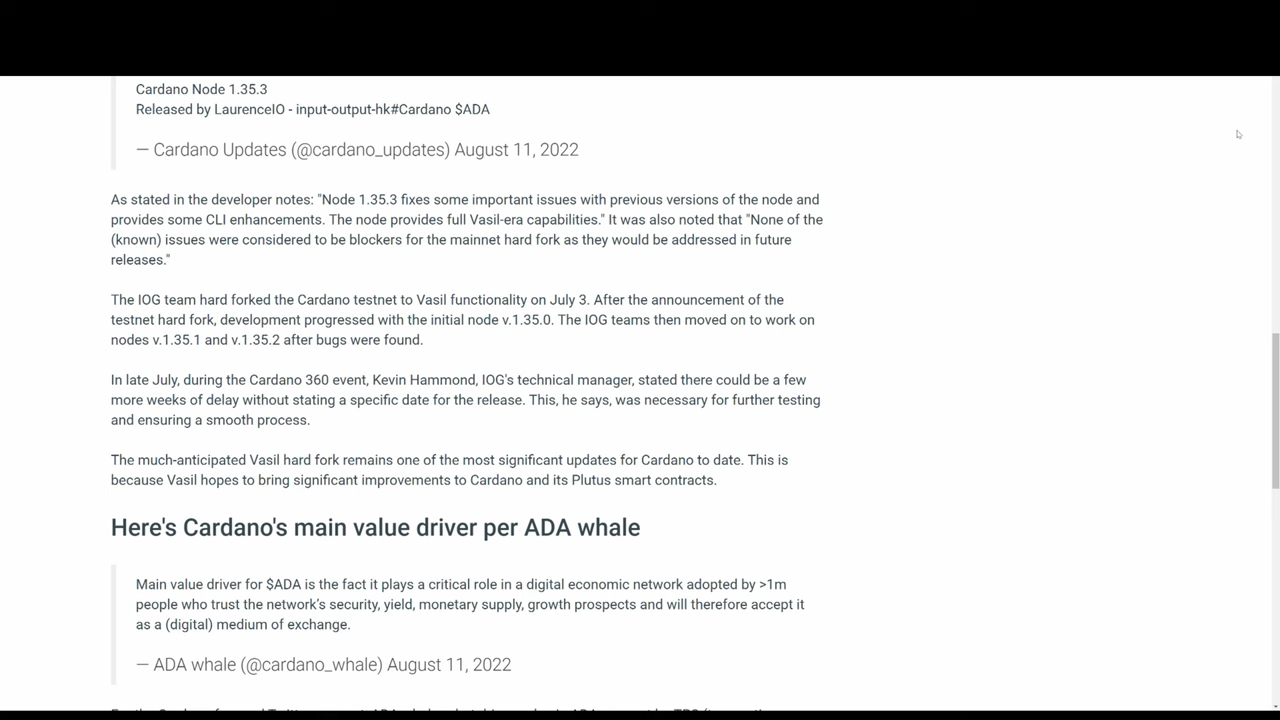 Cardano Node 1.35.3
Released by LaurenceIO - input-output-hk#Cardano $ADA
— Cardano Updates (@cardano_updates) August 11, 2022
As stated in the developer notes: "Node 1.35.3 fixes some important issues with previous versions of the node and
provides some CLI enhancements. The node provides full Vasil-era capabilities." It was also noted that "None of the
(known) issues were considered to be blockers for the mainnet hard fork as they would be addressed in future
releases."
The IOG team hard forked the Cardano testnet to Vasil functionality on July 3. After the announcement of the
testnet hard fork, development progressed with the initial node v.1.35.0. The IOG teams then moved on to work on
nodes v.1.35.1 and v.1.35.2 after bugs were found.
In late July, during the Cardano 360 event, Kevin Hammond, IOG's technical manager, stated there could be a few
more weeks of delay without stating a specific date for the release. This, he says, was necessary for further testing
and ensuring a smooth process.
The much-anticipated Vasil hard fork remains one of the most significant updates for Cardano to date. This is
because Vasil hopes to bring significant improvements to Cardano and its Plutus smart contracts.
Here's Cardano's main value driver per ADA whale
Main value driver for $ADA is the fact it plays a critical role in a digital economic network adopted by >1m
people who trust the network’s security, yield, monetary supply, growth prospects and will therefore accept it
as a (digital) medium of exchange.
— ADA whale (@cardano_whale) August 11, 2022